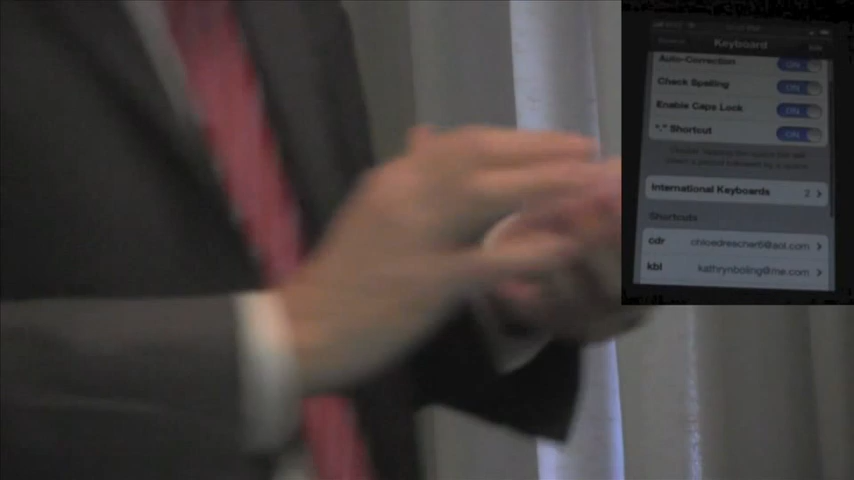 Keyboard
Auto-Correction ON
Check Spelling ON
Enable Caps Lock ON
"." Shortcut ON
International Keyboards 2
Shortcuts
cdr chloedrescher6@aol.com
kbl kathrynboling@me.com